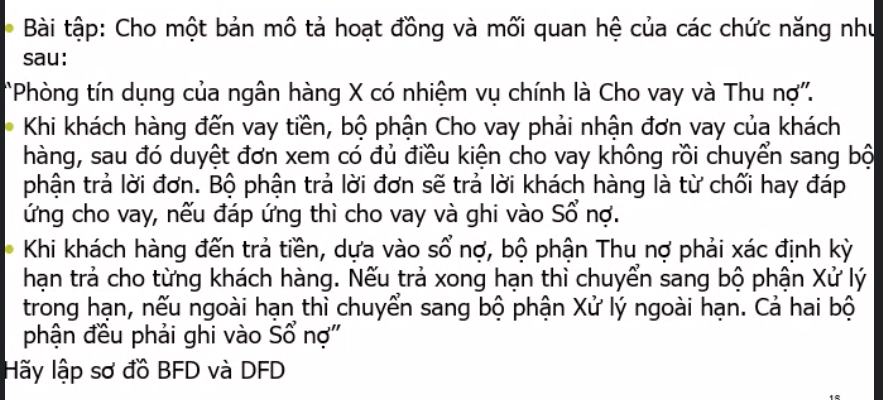 Bài tập: Cho một bản mô tả hoạt đồng và mối quan hệ của các chức năng như
sau:
“Phòng tín dụng của ngân hàng X có nhiệm vụ chính là Cho vay và Thu nợ”.
Khi khách hàng đến vay tiền, bộ phận Cho vay phải nhận đơn vay của khách
hàng, sau đó duyệt đơn xem có đủ điều kiện cho vay không rồi chuyển sang bộ
phận trả lời đơn. Bộ phận trả lời đơn sẽ trả lời khách hàng là từ chối hay đáp
ứng cho vay, nếu đáp ứng thì cho vay và ghi vào Sổ nợ.
Khi khách hàng đến trả tiền, dựa vào sổ nợ, bộ phận Thu nợ phải xác định kỳ
hạn trả cho từng khách hàng. Nếu trả xong hạn thì chuyển sang bộ phận Xử lý
trong hạn, nếu ngoài hạn thì chuyển sang bộ phận Xử lý ngoài hạn. Cả hai bộ
phận đều phải ghi vào Sổ nợ”
Hãy lập sơ đồ BFD và DFD